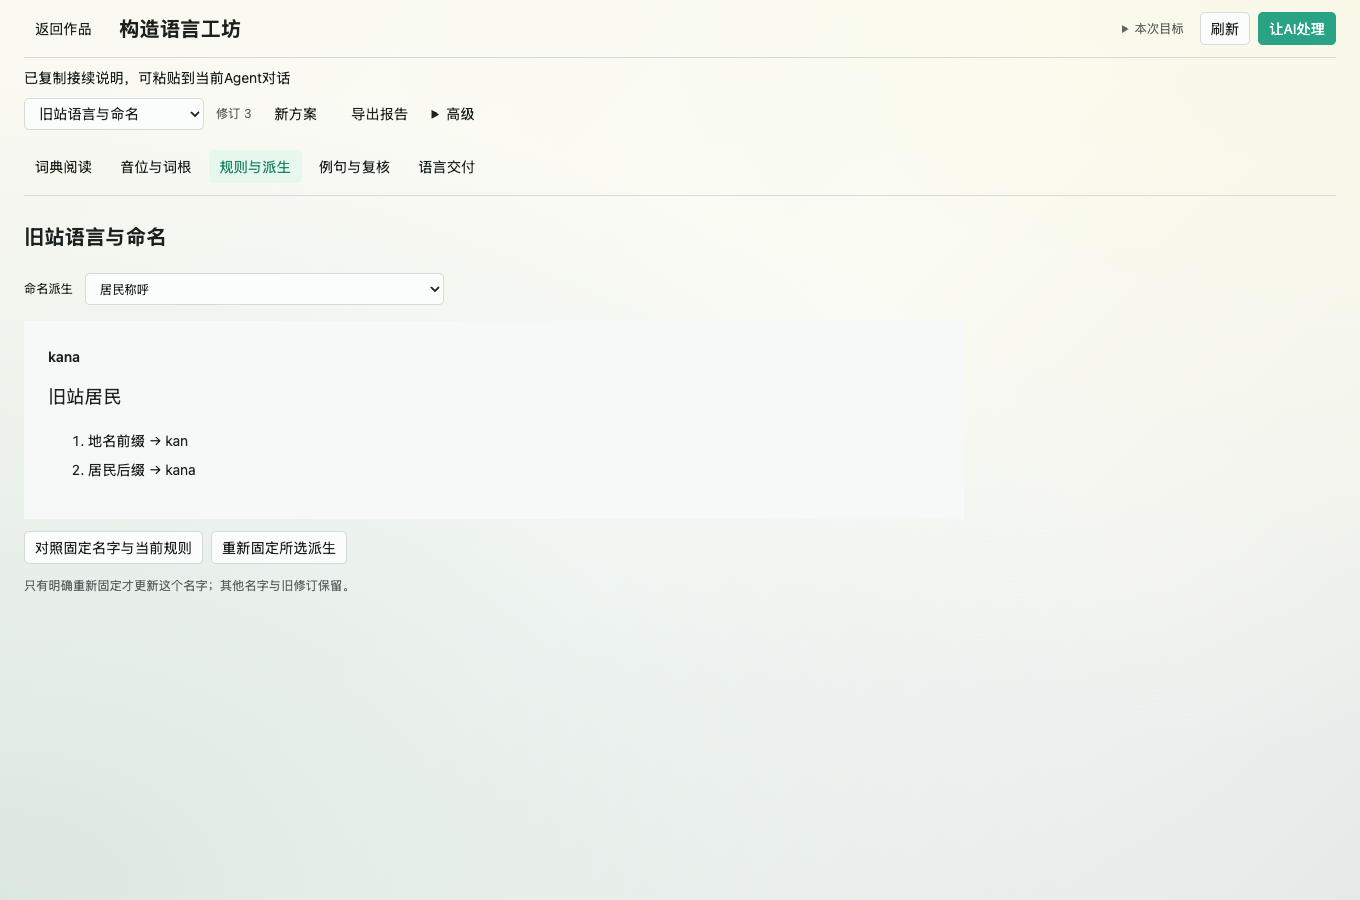 返回作品 构造语言工坊 ▶ 本次目标 刷新 让AI处理
已复制接续说明，可粘贴到当前Agent对话
旧站语言与命名 修订 3 新方案 导出报告 ▶ 高级
词典阅读 音位与词根 规则与派生 例句与复核 语言交付
旧站语言与命名
命名派生 居民称呼
kana
旧站居民
1. 地名前缀 → kan
2. 居民后缀 → kana
对照固定名字与当前规则 重新固定所选派生
只有明确重新固定才更新这个名字；其他名字与旧修订保留。